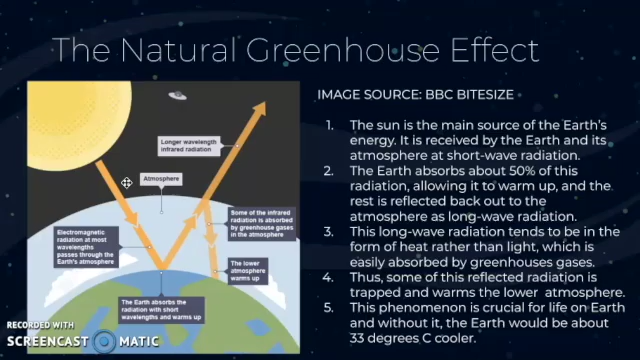 The Natural Greenhouse Effect
IMAGE SOURCE: BBC BITESIZE
Longer wavelength
infrared radiation
Atmosphere
Some of the infrared
radiation is absorbed
by greenhouse gases
in the atmosphere
Electromagnetic
radiation at most
wavelengths
passes through the
Earth's atmosphere
The lower
atmosphere
warms up
The Earth absorbs the
radiation with short
wavelengths and warms up
1. The sun is the main source of the Earth's
energy. It is received by the Earth and its
atmosphere at short-wave radiation.
2. The Earth absorbs about 50% of this
radiation, allowing it to warm up, and the
rest is reflected back out to the
atmosphere as long-wave radiation.
3. This long-wave radiation tends to be in the
form of heat rather than light, which is
easily absorbed by greenhouses gases.
4. Thus, some of this reflected radiation is
trapped and warms the lower atmosphere.
5. This phenomenon is crucial for life on Earth
and without it, the Earth would be about
33 degrees C cooler.
RECORDED WITH
SCREENCAST MATIC